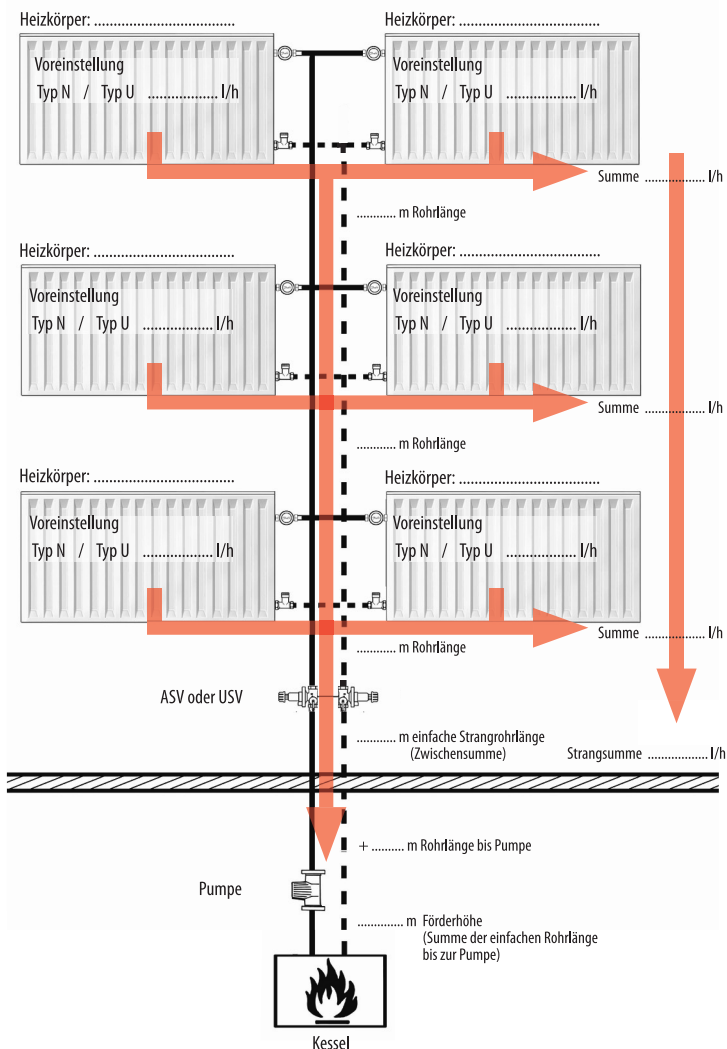 Heizkörper: ...................................
Heizkörper: ...................................
Voreinstellung
Typ N / Typ U .................. l/h
Voreinstellung
Typ N / Typ U .................. l/h
Summe ............... l/h
............ m Rohrlänge
Heizkörper: ...................................
Heizkörper: ...................................
Voreinstellung
Typ N / Typ U .................. l/h
Voreinstellung
Typ N / Typ U .................. l/h
Summe ............... l/h
............ m Rohrlänge
Heizkörper: ...................................
Heizkörper: ...................................
Voreinstellung
Typ N / Typ U .................. l/h
Voreinstellung
Typ N / Typ U .................. l/h
Summe ............... l/h
............ m Rohrlänge
ASV oder USV
............ m einfache Strangrohrlänge
(Zwischensumme)
Strangsumme ............... l/h
+ .......... m Rohrlänge bis Pumpe
Pumpe
............ m Förderhöhe
(Summe der einfachen Rohrlänge
bis zur Pumpe)
Kessel